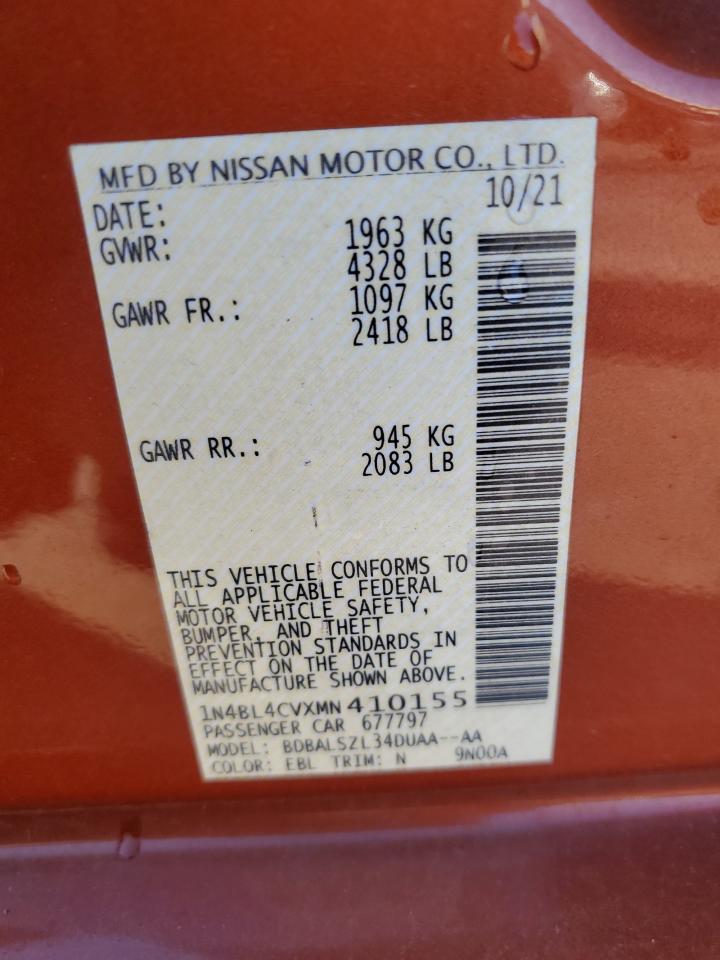 MFD BY NISSAN MOTOR CO., LTD.
DATE: 10/21
GVWR: 1963 KG
4328 LB
GAWR FR.: 1097 KG
2418 LB
GAWR RR.: 945 KG
2083 LB
THIS VEHICLE CONFORMS TO
ALL APPLICABLE FEDERAL
MOTOR VEHICLE SAFETY,
BUMPER, AND THEFT
PREVENTION STANDARDS IN
EFFECT ON THE DATE OF
MANUFACTURE SHOWN ABOVE.
1N4BL4CVXMN410155
PASSENGER CAR 677797
MODEL: BDBALSZL34DUAA--AA
COLOR: EBL TRIM: N 9N00A